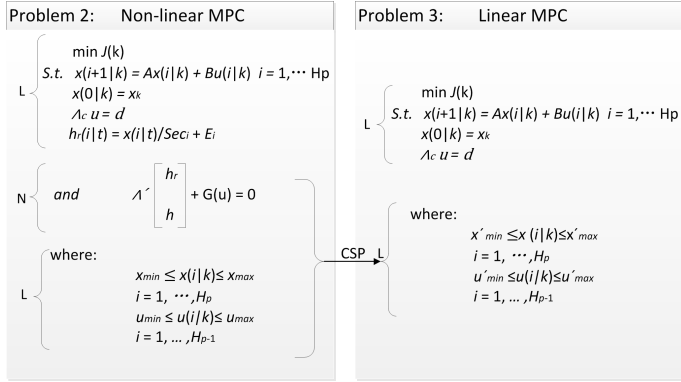 Problem 2: Non-linear MPC
min J(k)
S.t. x(i+1|k) = Ax(i|k) + Bu(i|k) i = 1,⋯ Hp
L
x(0|k) = xk
Λc u = d
hr(i|t) = x(i|t)/Seci + Ei
hr
N
and Λ´ + G(u) = 0
h
where:
xmin ≤ x(i|k)≤ xmax
L
i = 1, ⋯,Hp
umin ≤ u(i|k)≤ umax
i = 1, ... ,Hp-1
CSP
Problem 3: Linear MPC
min J(k)
S.t. x(i+1|k) = Ax(i|k) + Bu(i|k) i = 1,⋯ Hp
L
x(0|k) = xk
Λc u = d
where:
x´min ≤x (i|k)≤x´max
L
i = 1, ⋯,Hp
u´min ≤u(i|k)≤u´max
i = 1, ... ,Hp-1